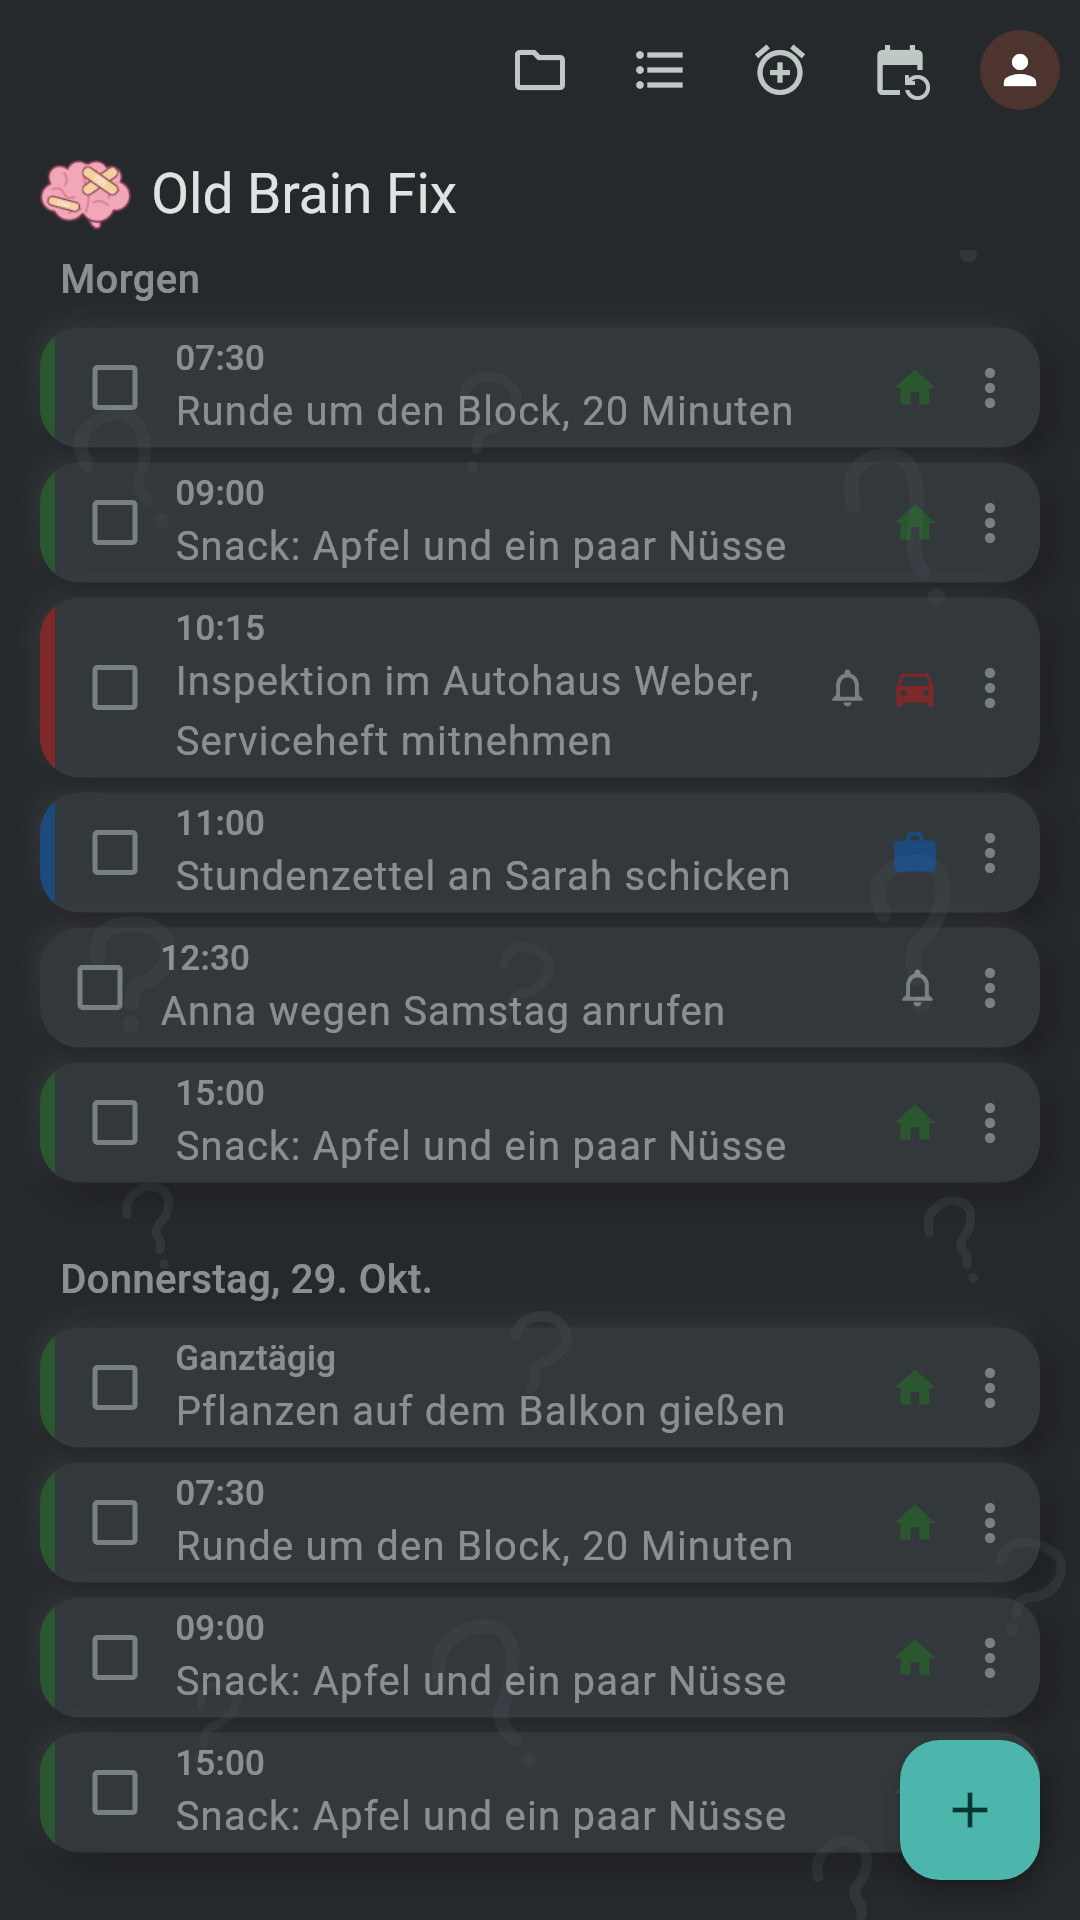 Old Brain Fix
Morgen
07:30
Runde um den Block, 20 Minuten
09:00
Snack: Apfel und ein paar Nüsse
10:15
Inspektion im Autohaus Weber,
Serviceheft mitnehmen
11:00
Stundenzettel an Sarah schicken
12:30
Anna wegen Samstag anrufen
15:00
Snack: Apfel und ein paar Nüsse
Donnerstag, 29. Okt.
Ganztägig
Pflanzen auf dem Balkon gießen
07:30
Runde um den Block, 20 Minuten
09:00
Snack: Apfel und ein paar Nüsse
15:00
Snack: Apfel und ein paar Nüsse